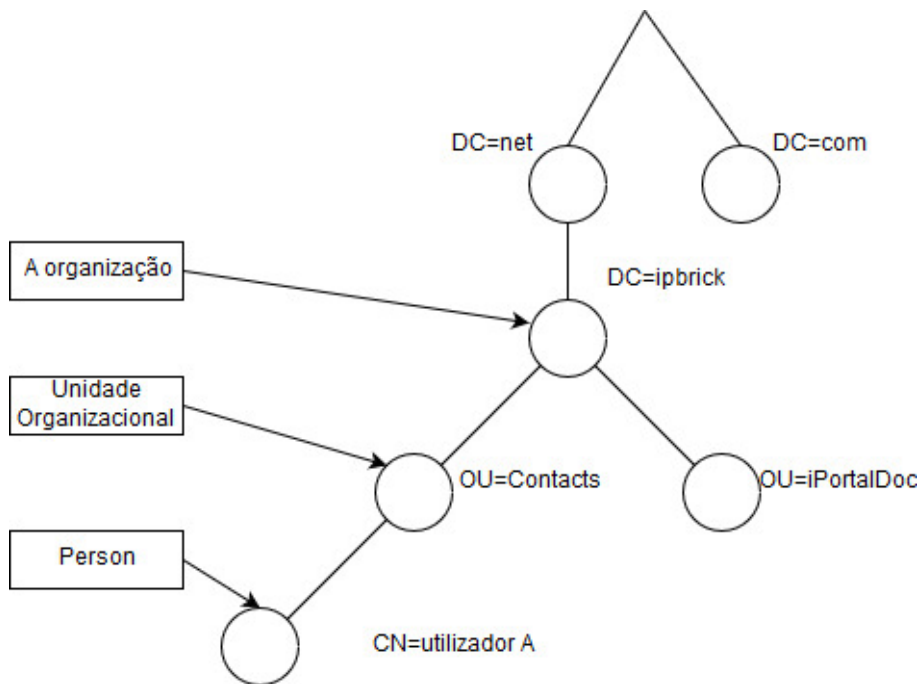 DC=net
DC=com
A organização
DC=ipbrick
Unidade
Organizacional
OU=Contacts
OU=iPortalDoc
Person
CN=utilizador A